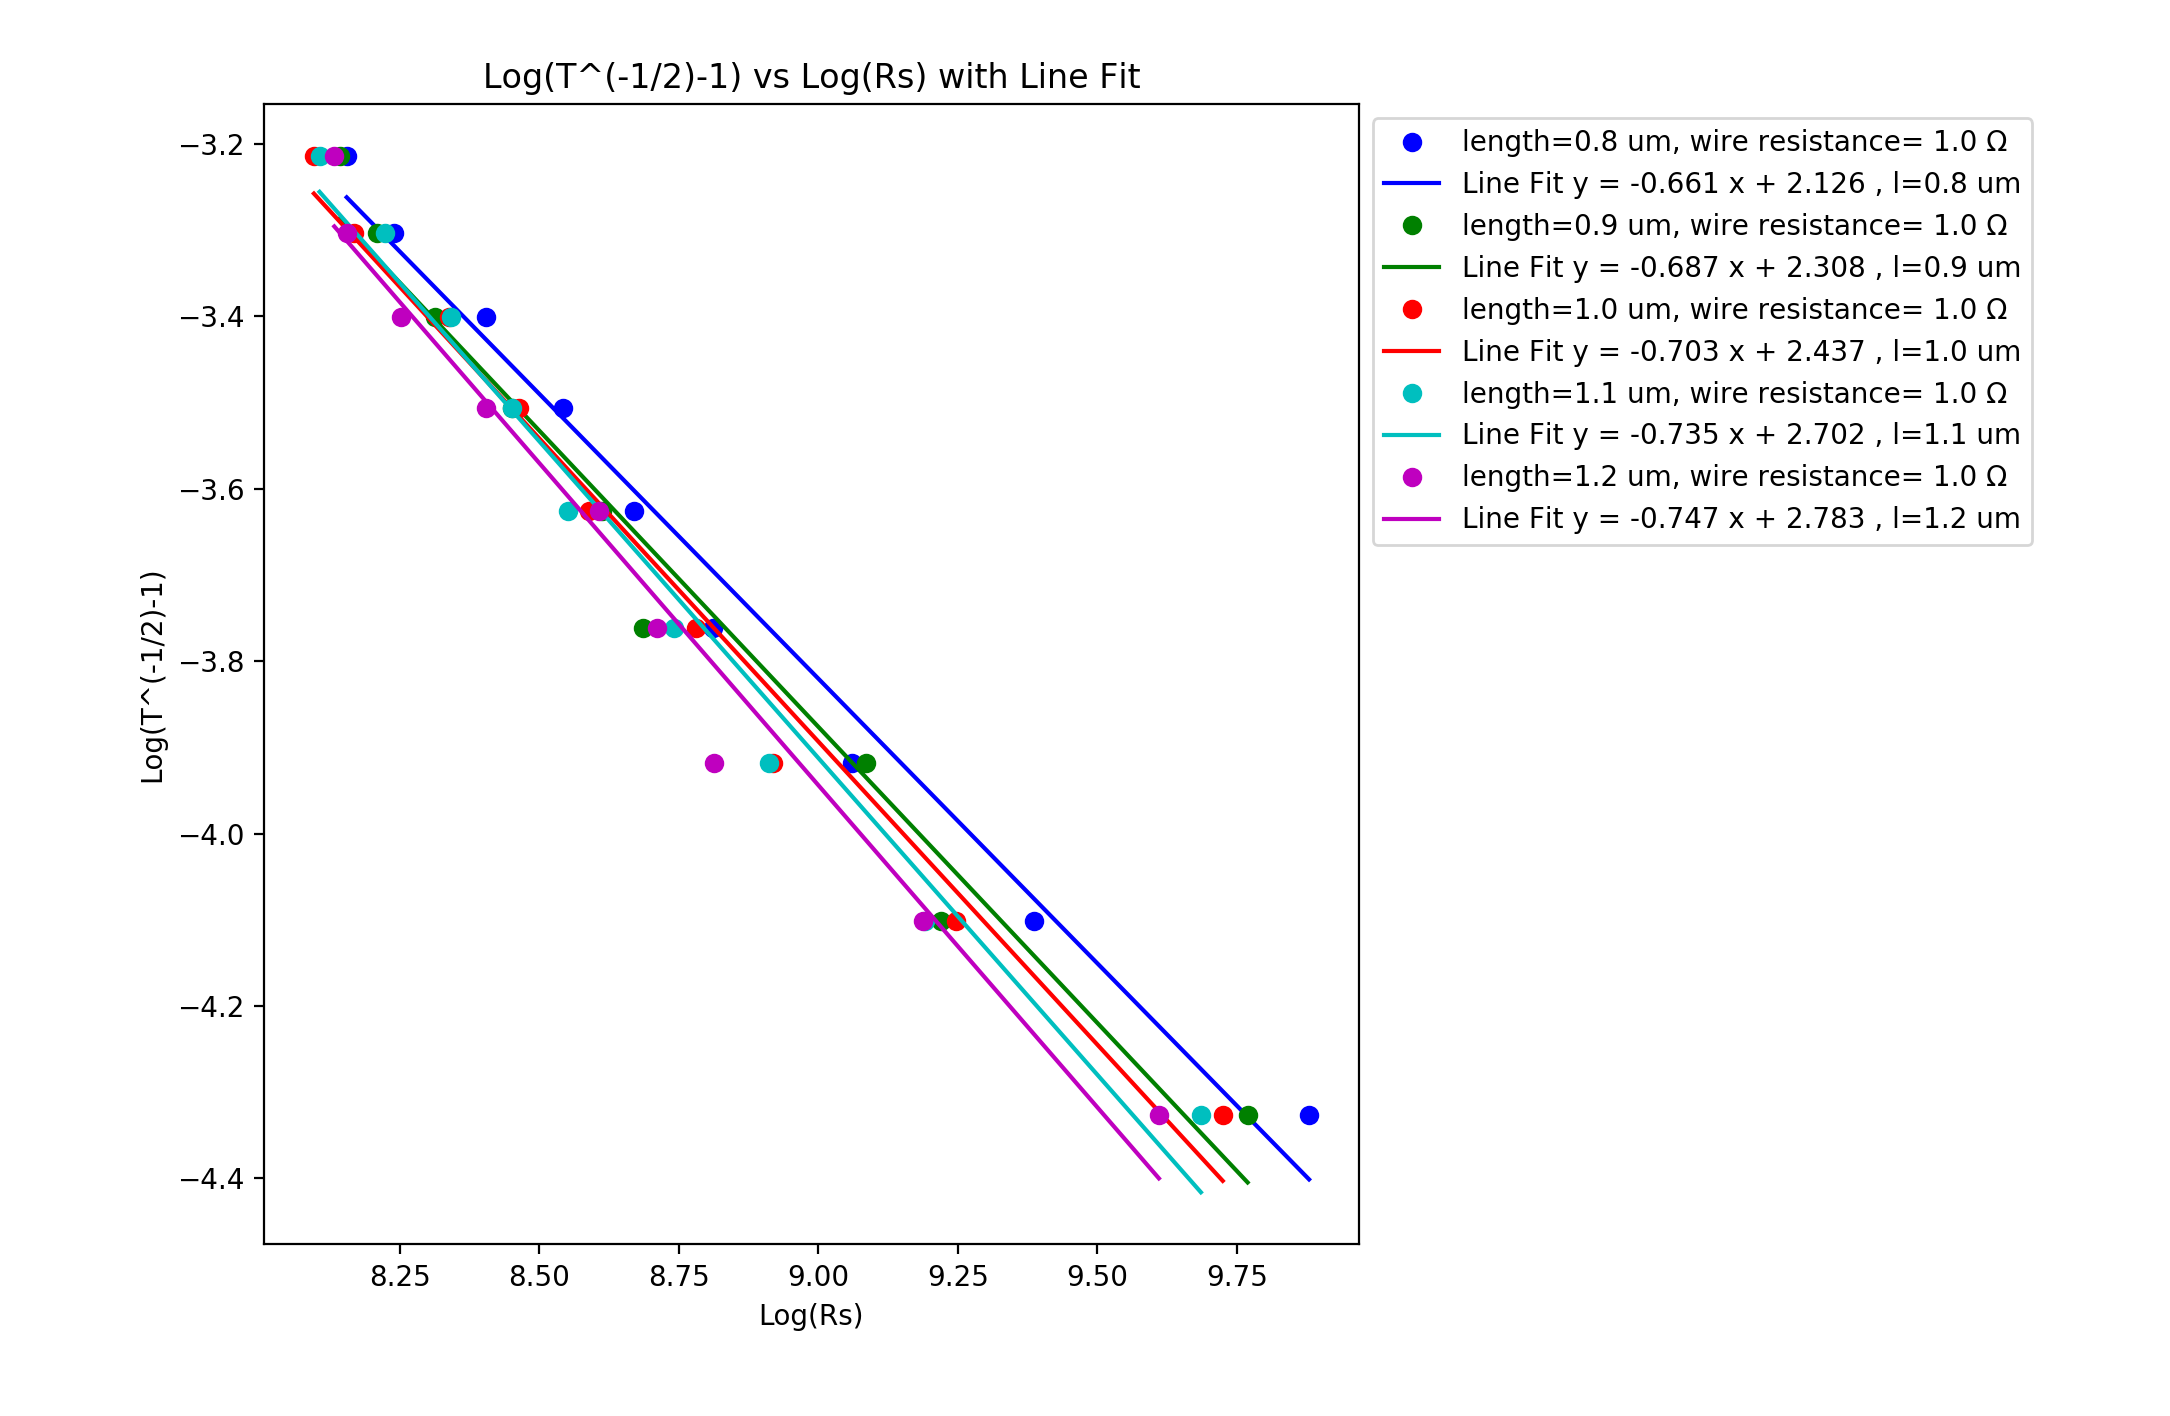 Log(T^(-1/2)-1) vs Log(Rs) with Line Fit
−3.2
−3.4
−3.6
−3.8
−4.0
−4.2
−4.4
Log(T^(-1/2)-1)
8.25
8.50
8.75
9.00
9.25
9.50
9.75
Log(Rs)
length=0.8 um, wire resistance= 1.0 Ω
Line Fit y = -0.661 x + 2.126 , l=0.8 um
length=0.9 um, wire resistance= 1.0 Ω
Line Fit y = -0.687 x + 2.308 , l=0.9 um
length=1.0 um, wire resistance= 1.0 Ω
Line Fit y = -0.703 x + 2.437 , l=1.0 um
length=1.1 um, wire resistance= 1.0 Ω
Line Fit y = -0.735 x + 2.702 , l=1.1 um
length=1.2 um, wire resistance= 1.0 Ω
Line Fit y = -0.747 x + 2.783 , l=1.2 um